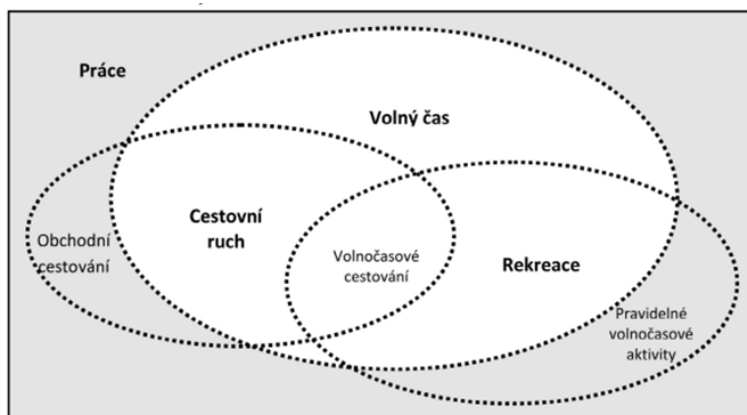 Práce
Volný čas
Cestovní
ruch
Obchodní
cestování
Volnočasové
cestování
Rekreace
Pravidelné
volnočasové
aktivity